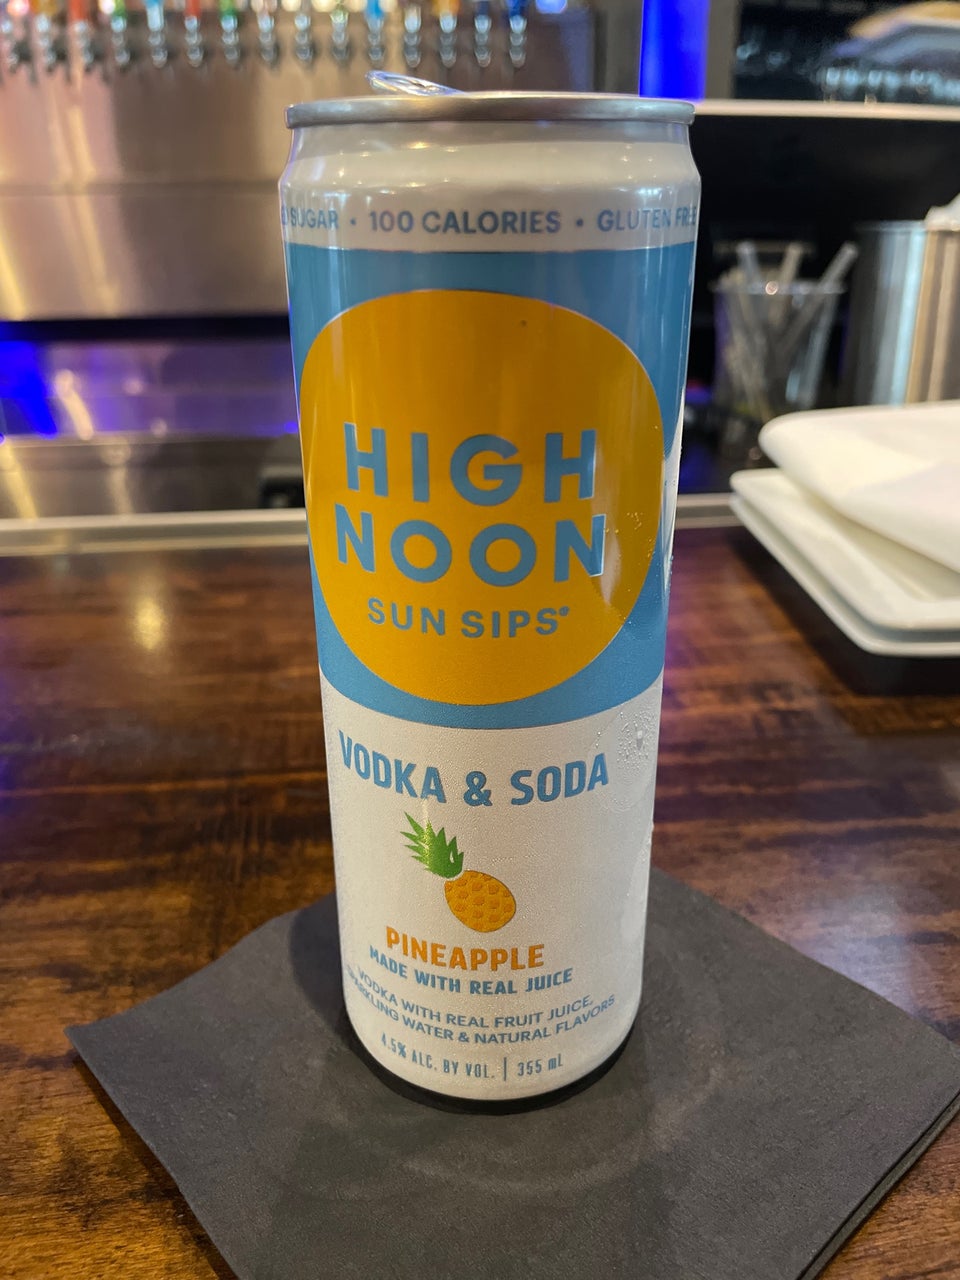 SUGAR • 100 CALORIES • GLUTEN FREE
HIGH
NOON
SUN SIPS®
VODKA & SODA
PINEAPPLE
MADE WITH REAL JUICE
VODKA WITH REAL FRUIT JUICE,
SPARKLING WATER & NATURAL FLAVORS
4.5% ALC. BY VOL. | 355 mL